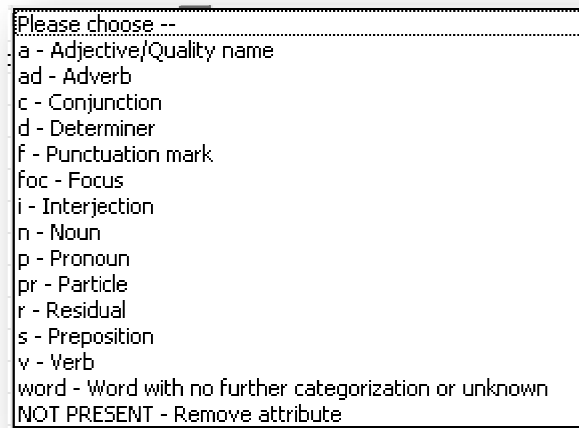 Please choose --
a - Adjective/Quality name
ad - Adverb
c - Conjunction
d - Determiner
f - Punctuation mark
foc - Focus
i - Interjection
n - Noun
p - Pronoun
pr - Particle
r - Residual
s - Preposition
v - Verb
word - Word with no further categorization or unknown
NOT PRESENT - Remove attribute